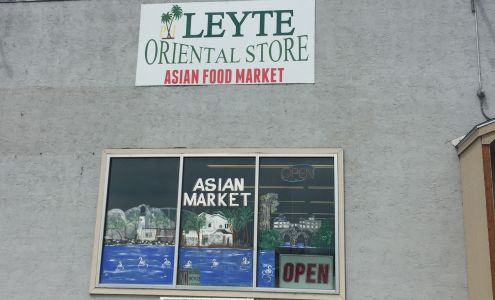 LEYTE
ORIENTAL STORE
ASIAN FOOD MARKET
OPEN
ASIAN
MARKET
OPEN